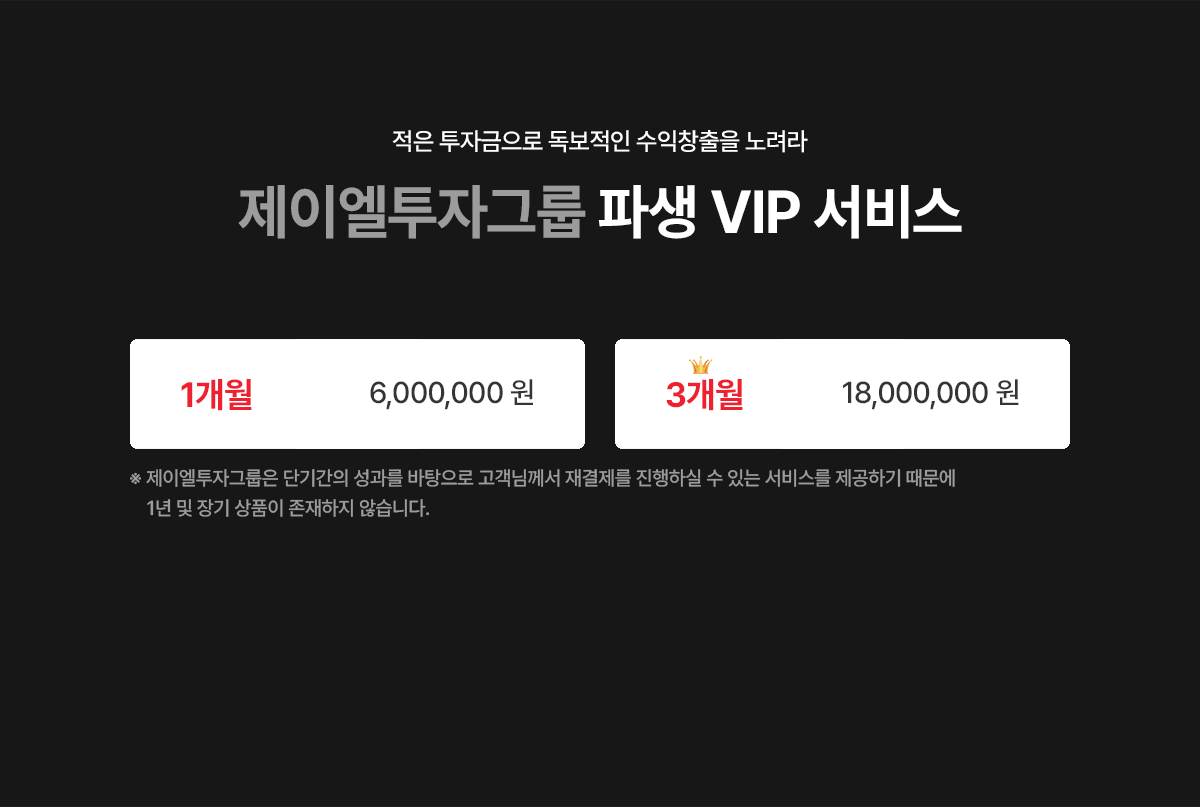 적은 투자금으로 독보적인 수익창출을 노려라
제이엘투자그룹 파생 VIP 서비스
1개월 6,000,000 원
3개월 18,000,000 원
※ 제이엘투자그룹은 단기간의 성과를 바탕으로 고객님께서 재결제를 진행하실 수 있는 서비스를 제공하기 때문에
1년 및 장기 상품이 존재하지 않습니다.